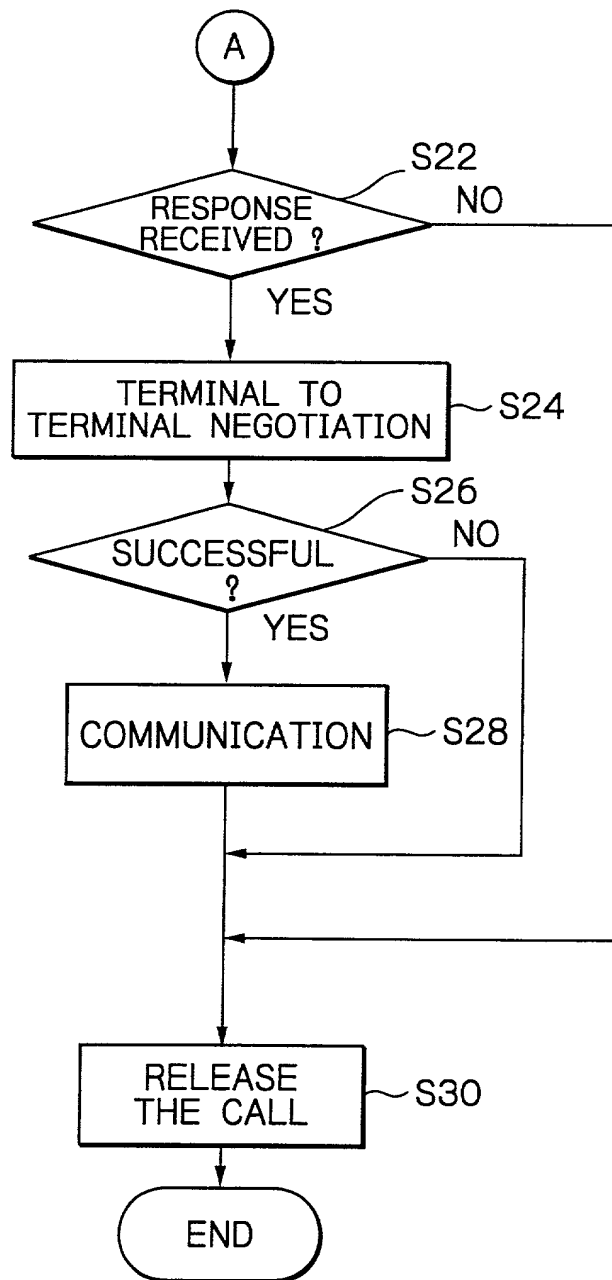 A
S22
RESPONSE
RECEIVED ?
NO
YES
TERMINAL TO
TERMINAL NEGOTIATION
S24
S26
SUCCESSFUL
?
NO
YES
COMMUNICATION
S28
RELEASE
THE CALL
S30
END